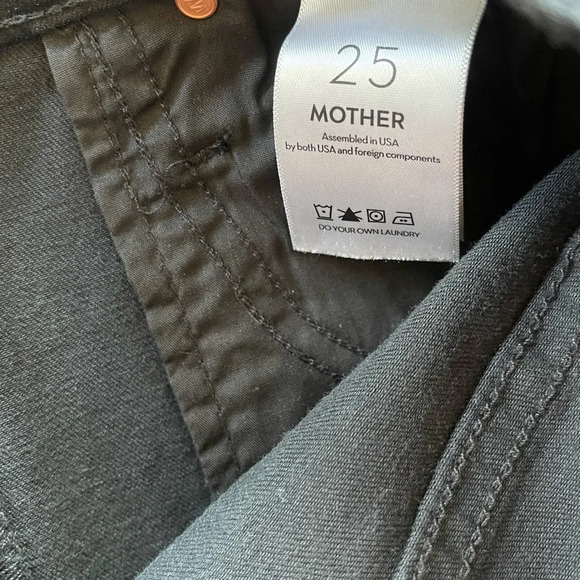 25
MOTHER
Assembled in USA
by both USA and foreign components
DO YOUR OWN LAUNDRY